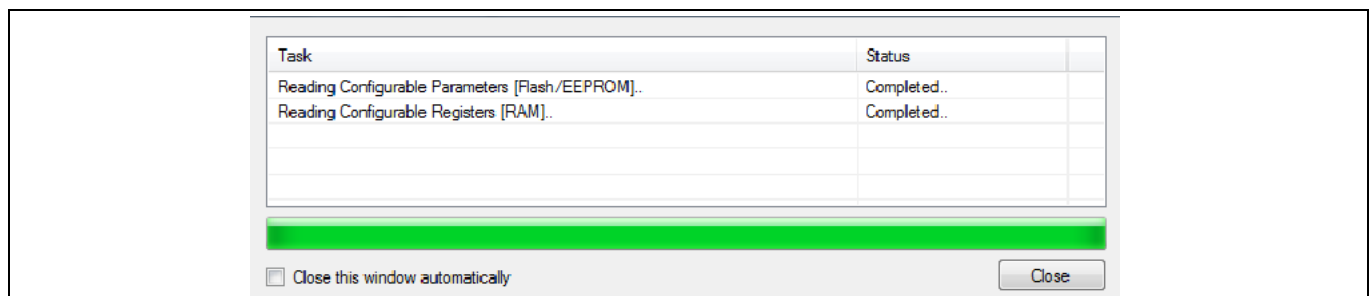 Task Status
Reading Configurable Parameters [Flash/EEPROM].. Completed..
Reading Configurable Registers [RAM].. Completed..
Close this window automatically Close